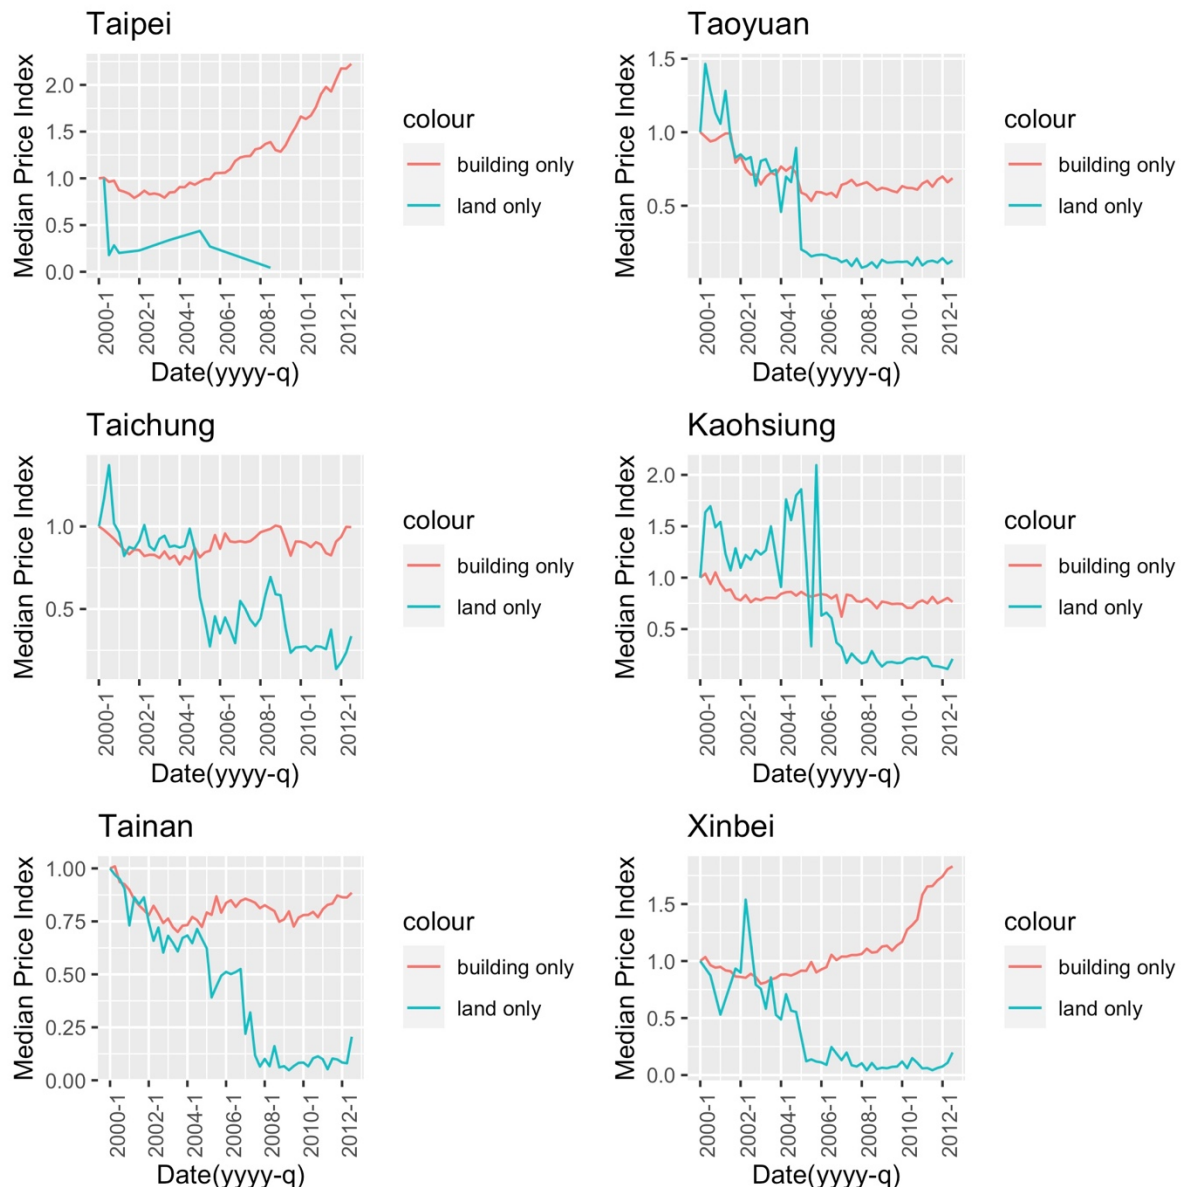 Taipei
Median Price Index
2.0
1.5
1.0
0.5
0.0
2000-1
2002-1
2004-1
2006-1
2008-1
2010-1
2012-1
Date(yyyy-q)
colour
building only
land only
Taoyuan
Median Price Index
1.5
1.0
0.5
2000-1
2002-1
2004-1
2006-1
2008-1
2010-1
2012-1
Date(yyyy-q)
colour
building only
land only
Taichung
Median Price Index
1.0
0.5
2000-1
2002-1
2004-1
2006-1
2008-1
2010-1
2012-1
Date(yyyy-q)
colour
building only
land only
Kaohsiung
Median Price Index
2.0
1.5
1.0
0.5
2000-1
2002-1
2004-1
2006-1
2008-1
2010-1
2012-1
Date(yyyy-q)
colour
building only
land only
Tainan
Median Price Index
1.00
0.75
0.50
0.25
0.00
2000-1
2002-1
2004-1
2006-1
2008-1
2010-1
2012-1
Date(yyyy-q)
colour
building only
land only
Xinbei
Median Price Index
1.5
1.0
0.5
0.0
2000-1
2002-1
2004-1
2006-1
2008-1
2010-1
2012-1
Date(yyyy-q)
colour
building only
land only